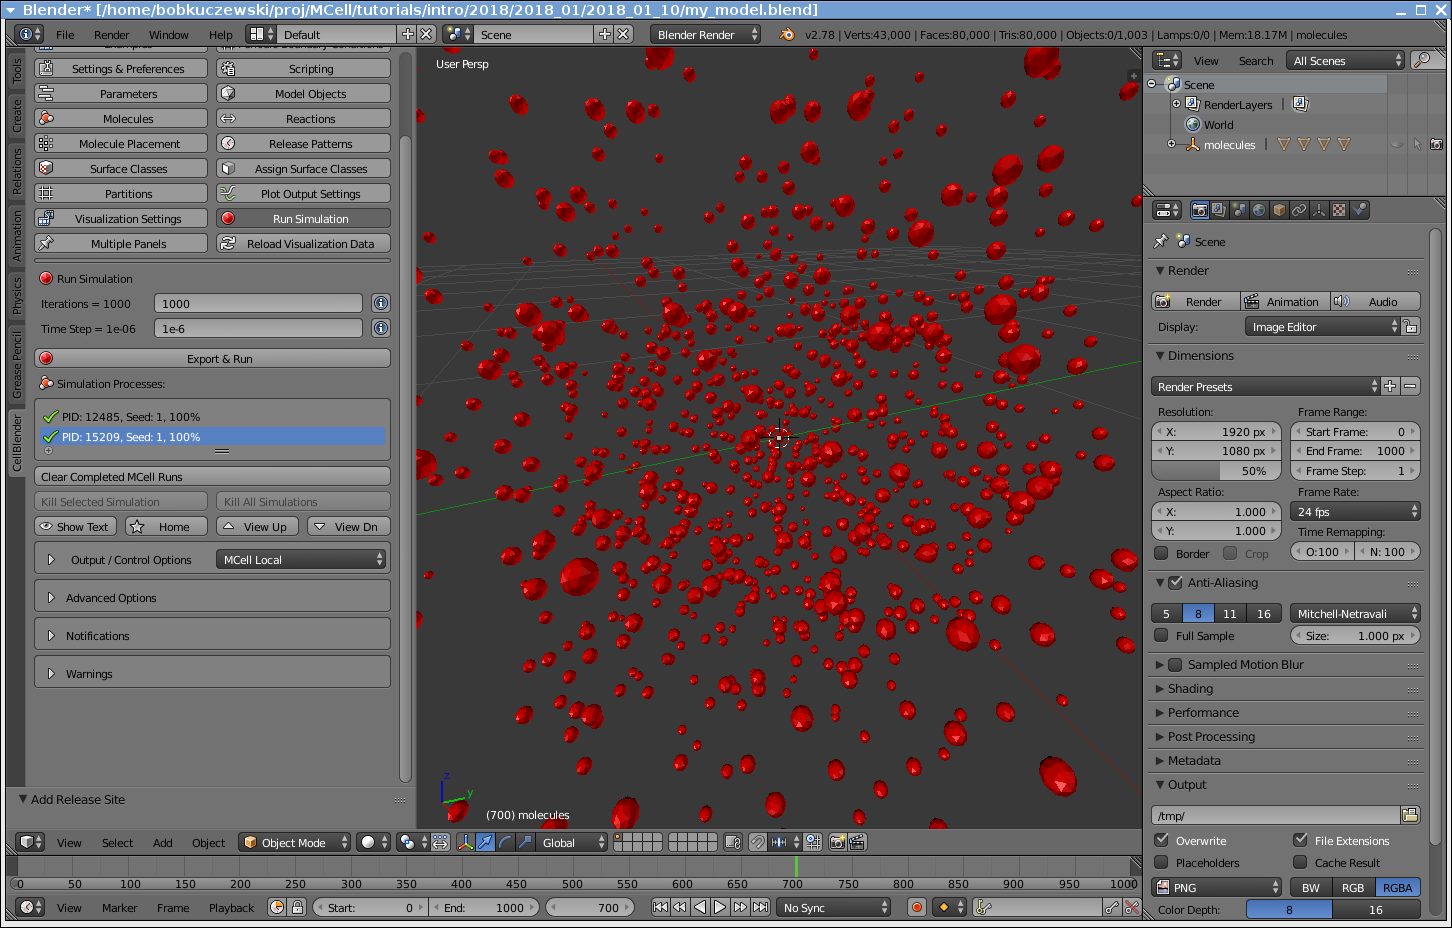 Blender* [/home/bobkuczewski/proj/MCell/tutorials/intro/2018/2018_01/2018_01_10/my_model.blend]
File Render Window Help Default Scene Blender Render v2.78 | Verts:43,000 | Faces:80,000 | Tris:80,000 | Objects:0/1,003 | Lamps:0/0 | Mem:18.17M | molecules
Tools
Create
Relations
Animation
Physics
Grease Pencil
CellBlender
Settings & Preferences Scripting
Parameters Model Objects
Molecules Reactions
Molecule Placement Release Patterns
Surface Classes Assign Surface Classes
Partitions Plot Output Settings
Visualization Settings Run Simulation
Multiple Panels Reload Visualization Data
Run Simulation
Iterations = 1000 1000
Time Step = 1e-06 1e-6
Export & Run
Simulation Processes:
PID: 12485, Seed: 1, 100%
PID: 15209, Seed: 1, 100%
Clear Completed MCell Runs
Kill Selected Simulation Kill All Simulations
Show Text Home View Up View Dn
Output / Control Options MCell Local
Advanced Options
Notifications
Warnings
Add Release Site
User Persp
z
y
(700) molecules
View Select Add Object Object Mode Global
0 50 100 150 200 250 300 350 400 450 500 550 600 650 700 750 800 850 900 950 1000
View Marker Frame Playback Start: 0 End: 1000 700 No Sync
View Search All Scenes
Scene
RenderLayers |
World
molecules |
Scene
Render
Render Animation Audio
Display: Image Editor
Dimensions
Render Presets
Resolution: Frame Range:
X: 1920 px Start Frame: 0
Y: 1080 px End Frame: 1000
50% Frame Step: 1
Aspect Ratio: Frame Rate:
X: 1.000 24 fps
Y: 1.000 Time Remapping:
Border Crop O:100 N: 100
Anti-Aliasing
5 8 11 16 Mitchell-Netravali
Full Sample Size: 1.000 px
Sampled Motion Blur
Shading
Performance
Post Processing
Metadata
Output
/tmp/
Overwrite File Extensions
Placeholders Cache Result
PNG BW RGB RGBA
Color Depth: 8 16